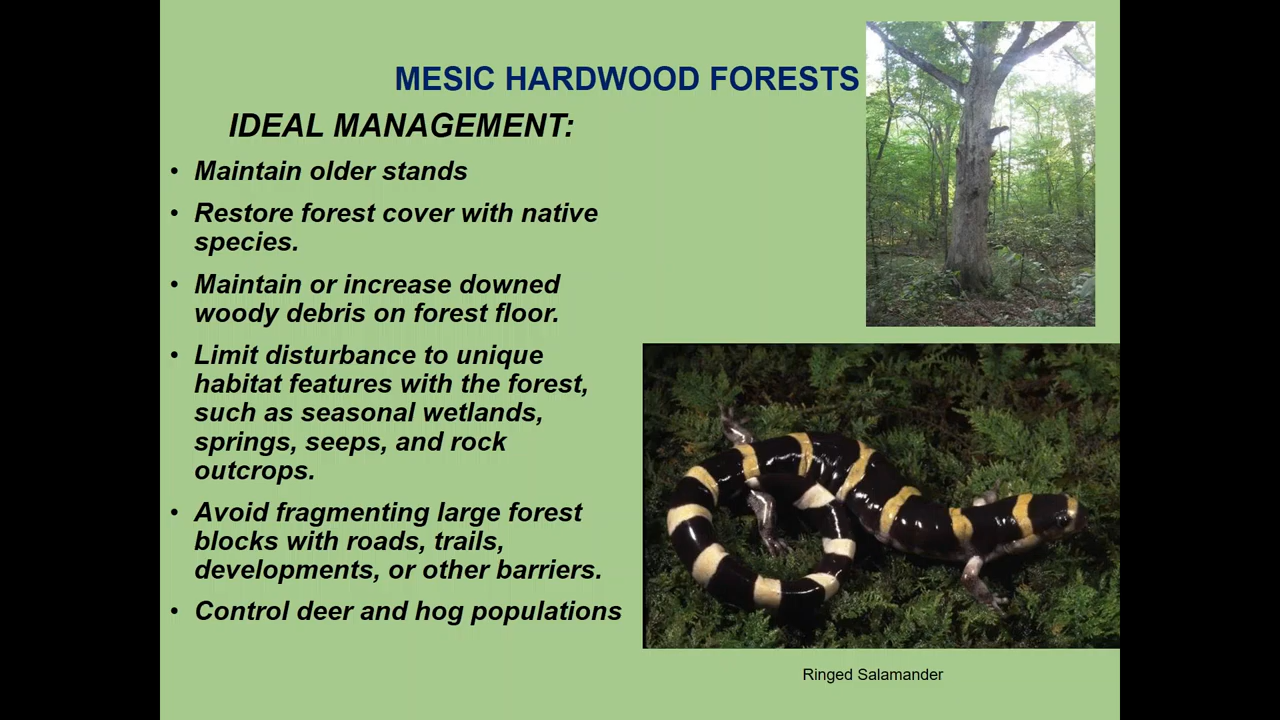 MESIC HARDWOOD FORESTS
IDEAL MANAGEMENT:
• Maintain older stands
• Restore forest cover with native
species.
• Maintain or increase downed
woody debris on forest floor.
• Limit disturbance to unique
habitat features with the forest,
such as seasonal wetlands,
springs, seeps, and rock
outcrops.
• Avoid fragmenting large forest
blocks with roads, trails,
developments, or other barriers.
• Control deer and hog populations
Ringed Salamander